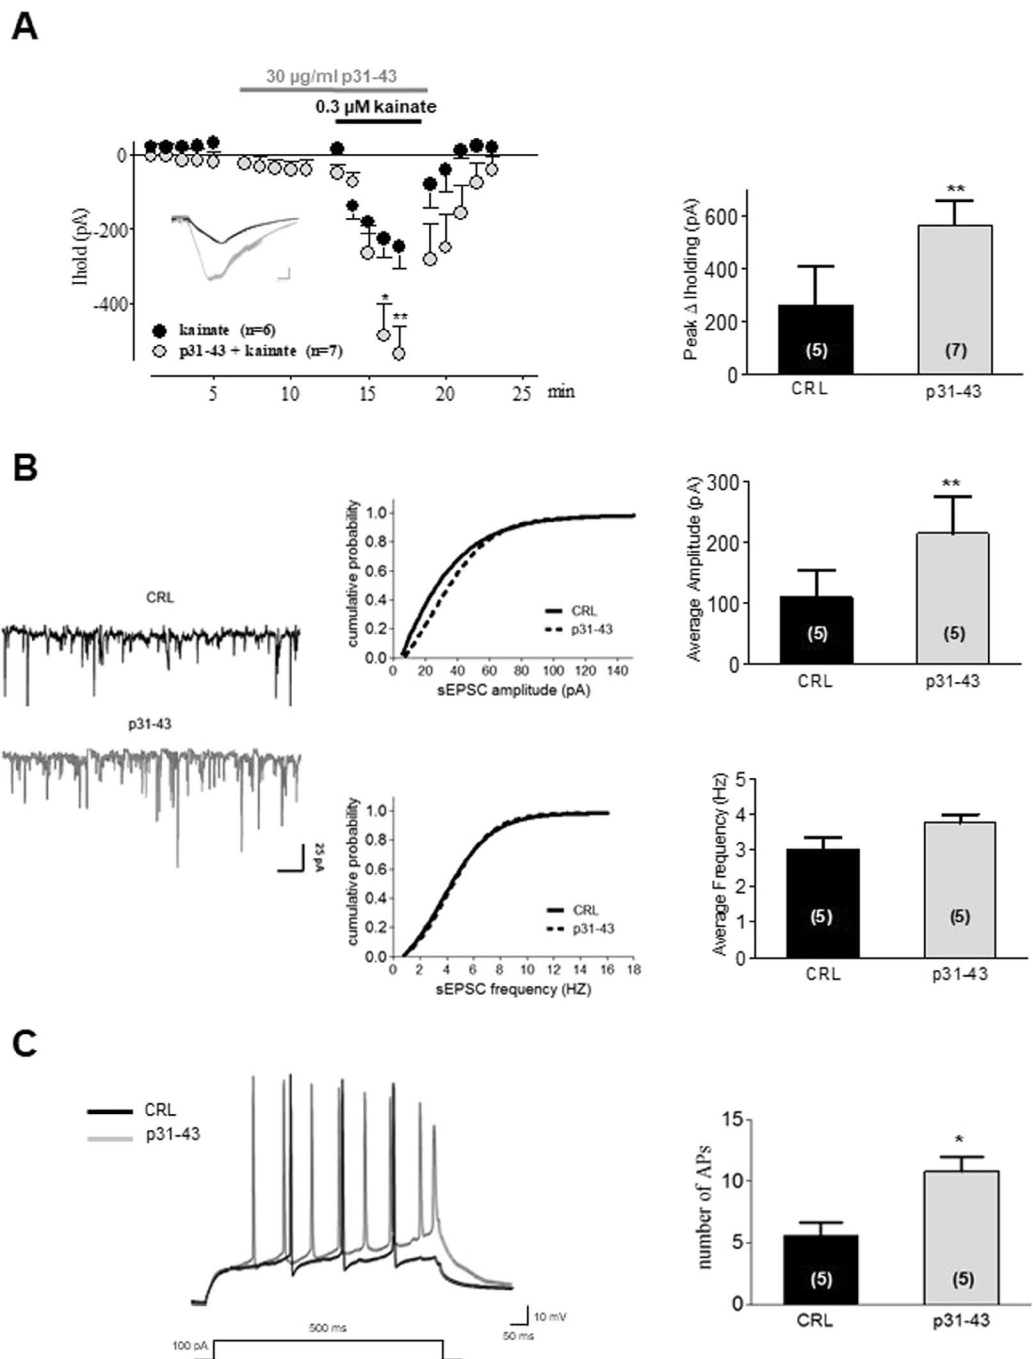 A
30 µg/ml p31-43
0.3 µM kainate
0
-200
-400
Ihold (pA)
kainate (n=6)
p31-43 + kainate (n=7)
*
**
5
10
15
20
25
min
Peak Δ Iholding (pA)
600
400
200
0
**
(5)
(7)
CRL
p31-43
B
CRL
p31-43
25 pA
cumulative probability
1.0
0.8
0.6
0.4
0.2
0.0
CRL
p31-43
0 20 40 60 80 100 120 140
sEPSC amplitude (pA)
Average Amplitude (pA)
300
200
100
0
**
(5)
(5)
CRL
p31-43
cumulative probability
1.0
0.8
0.6
0.4
0.2
0.0
CRL
p31-43
0 2 4 6 8 10 12 14 16 18
sEPSC frequency (HZ)
Average Frequency (Hz)
5
4
3
2
1
0
(5)
(5)
CRL
p31-43
C
CRL
p31-43
10 mV
50 ms
500 ms
100 pA
number of APs
15
10
5
0
*
(5)
(5)
CRL
p31-43